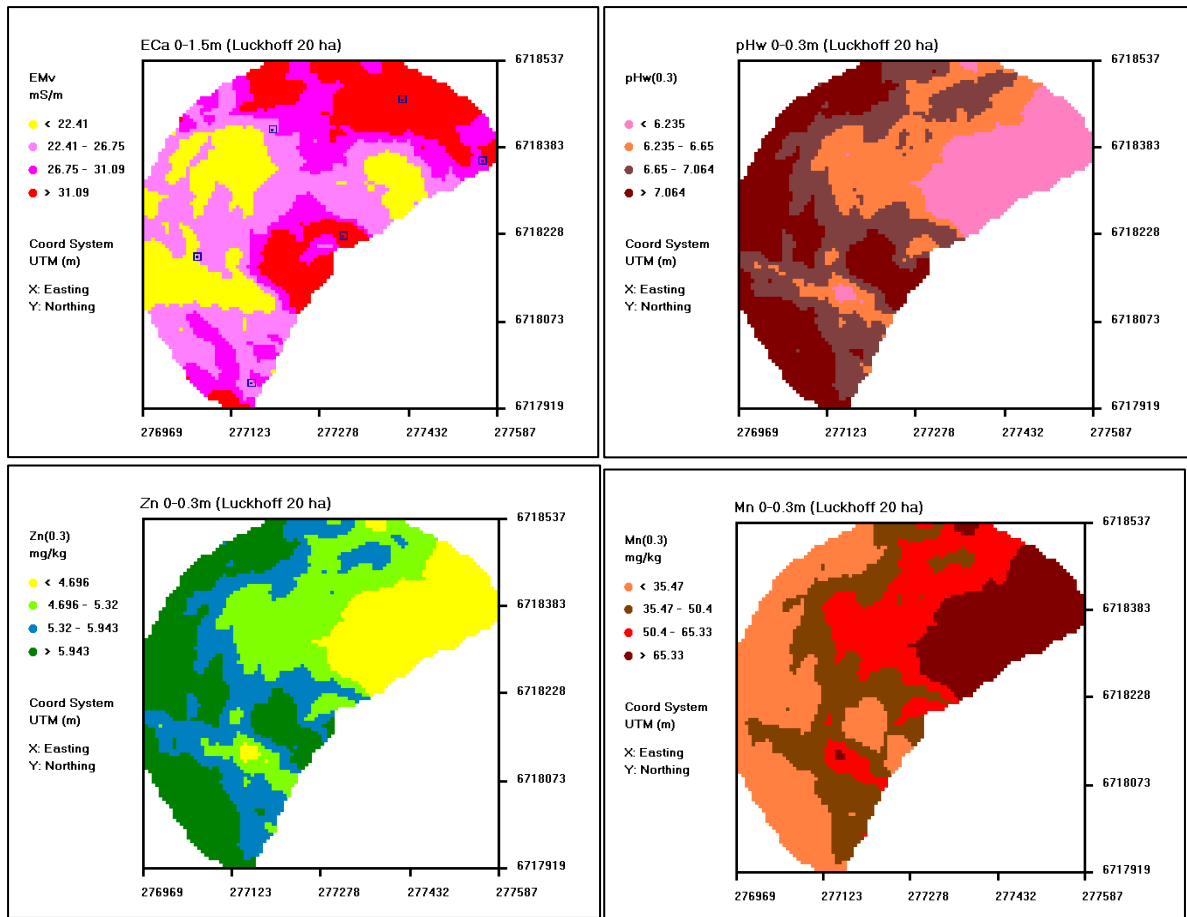 ECa 0-1.5m (Luckhoff 20 ha)
EMv
mS/m
< 22.41
22.41 - 26.75
26.75 - 31.09
> 31.09
Coord System
UTM (m)
X: Easting
Y: Northing
6718537
6718383
6718228
6718073
6717919
276969 277123 277278 277432 277587
pHw 0-0.3m (Luckhoff 20 ha)
pHw(0.3)
< 6.235
6.235 - 6.65
6.65 - 7.064
> 7.064
Coord System
UTM (m)
X: Easting
Y: Northing
6718537
6718383
6718228
6718073
6717919
276969 277123 277278 277432 277587
Zn 0-0.3m (Luckhoff 20 ha)
Zn(0.3)
mg/kg
< 4.696
4.696 - 5.32
5.32 - 5.943
> 5.943
Coord System
UTM (m)
X: Easting
Y: Northing
6718537
6718383
6718228
6718073
6717919
276969 277123 277278 277432 277587
Mn 0-0.3m (Luckhoff 20 ha)
Mn(0.3)
mg/kg
< 35.47
35.47 - 50.4
50.4 - 65.33
> 65.33
Coord System
UTM (m)
X: Easting
Y: Northing
6718537
6718383
6718228
6718073
6717919
276969 277123 277278 277432 277587